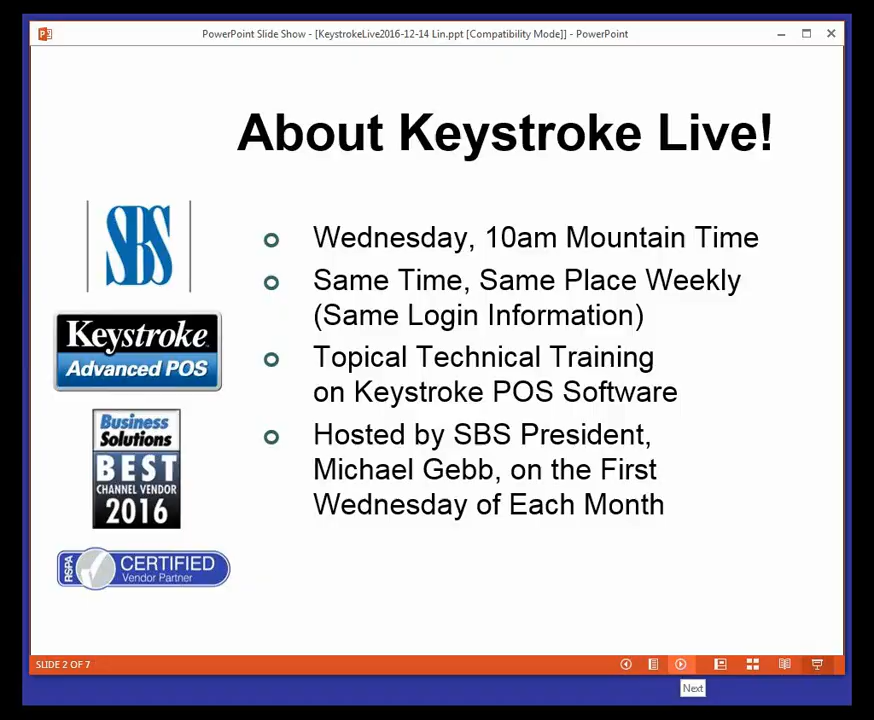 PowerPoint Slide Show - [KeystrokeLive2016-12-14 Lin.ppt [Compatibility Mode]] - PowerPoint
About Keystroke Live!
SBS
Keystroke
Advanced POS
Business
Solutions
BEST
CHANNEL VENDOR
2016
RSPA
CERTIFIED
Vendor Partner
Wednesday, 10am Mountain Time
Same Time, Same Place Weekly
(Same Login Information)
Topical Technical Training
on Keystroke POS Software
Hosted by SBS President,
Michael Gebb, on the First
Wednesday of Each Month
SLIDE 2 OF 7
Next